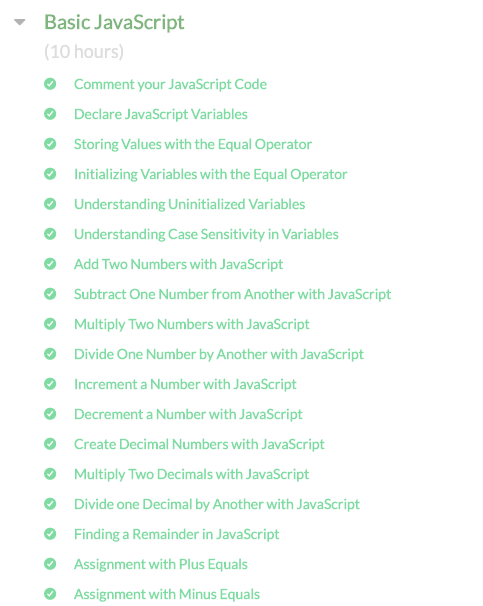 Basic JavaScript
(10 hours)
Comment your JavaScript Code
Declare JavaScript Variables
Storing Values with the Equal Operator
Initializing Variables with the Equal Operator
Understanding Uninitialized Variables
Understanding Case Sensitivity in Variables
Add Two Numbers with JavaScript
Subtract One Number from Another with JavaScript
Multiply Two Numbers with JavaScript
Divide One Number by Another with JavaScript
Increment a Number with JavaScript
Decrement a Number with JavaScript
Create Decimal Numbers with JavaScript
Multiply Two Decimals with JavaScript
Divide one Decimal by Another with JavaScript
Finding a Remainder in JavaScript
Assignment with Plus Equals
Assignment with Minus Equals